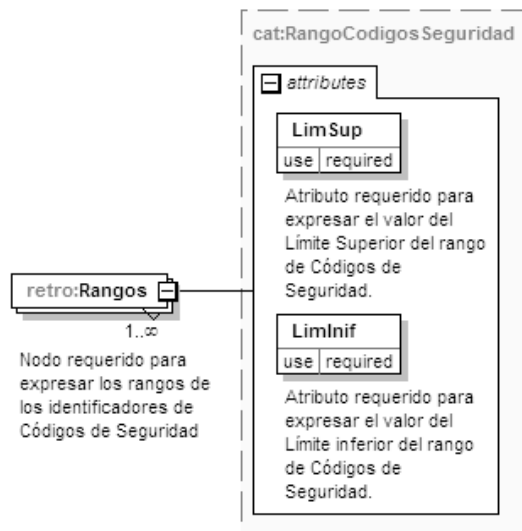 cat:RangoCodigosSeguridad
attributes
LimSup
use required
Atributo requerido para
expresar el valor del
Límite Superior del rango
de Códigos de
Seguridad.
retro:Rangos
1..∞
Nodo requerido para
expresar los rangos de
los identificadores de
Códigos de Seguridad
LimInif
use required
Atributo requerido para
expresar el valor del
Límite inferior del rango
de Códigos de
Seguridad.